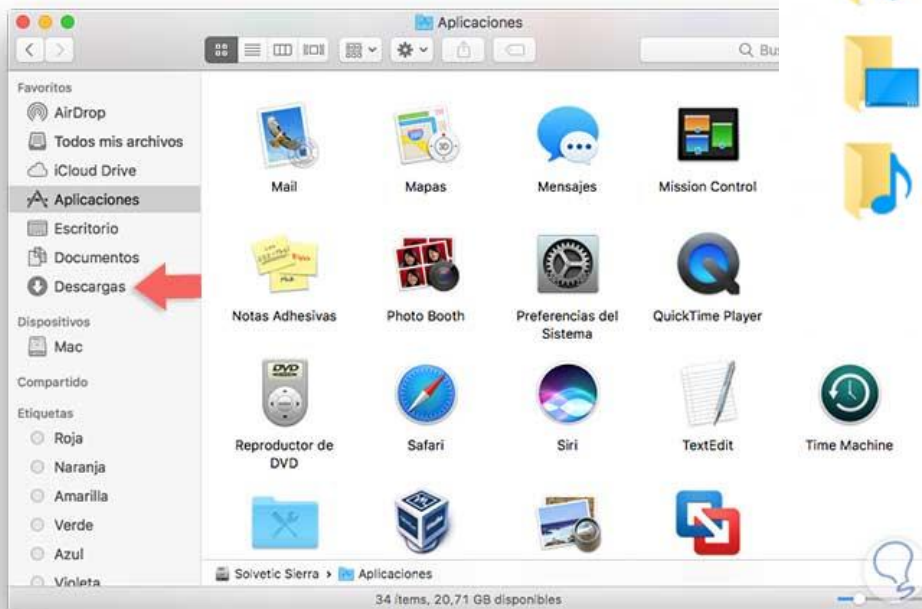 Aplicaciones
Bus
Favoritos
AirDrop
Todos mis archivos
iCloud Drive
Aplicaciones
Escritorio
Documentos
Descargas
Dispositivos
Mac
Compartido
Etiquetas
Roja
Naranja
Amarilla
Verde
Azul
Violeta
Mail
Mapas
Mensajes
Mission Control
Notas Adhesivas
Photo Booth
Preferencias del
Sistema
QuickTime Player
DVD
Reproductor de
DVD
Safari
Siri
TextEdit
Time Machine
Solvetic Sierra > Aplicaciones
34 ítems, 20,71 GB disponibles